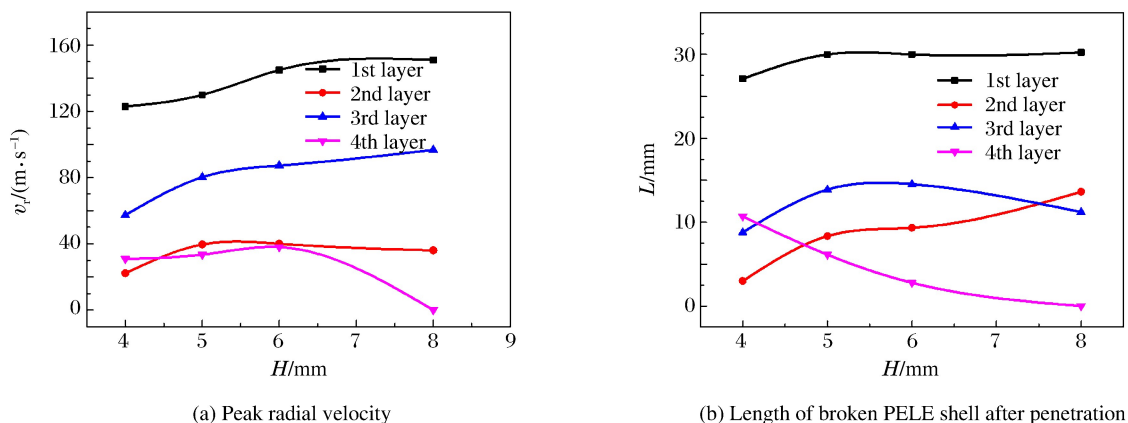 160
120
80
40
0
4 5 6 7 8 9
v_r/(m·s⁻¹)
H/mm
1st layer
2nd layer
3rd layer
4th layer
(a) Peak radial velocity
30
20
10
0
4 5 6 7 8
L/mm
H/mm
1st layer
2nd layer
3rd layer
4th layer
(b) Length of broken PELE shell after penetration